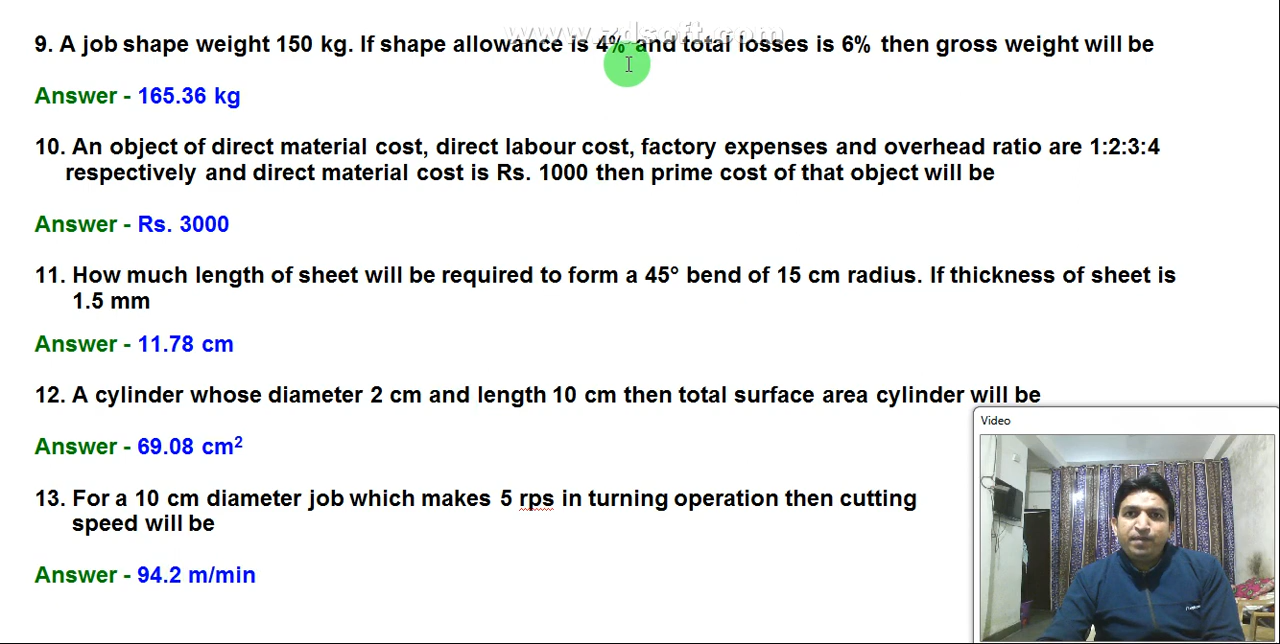 www.zdsoft.com
9. A job shape weight 150 kg. If shape allowance is 4% and total losses is 6% then gross weight will be
Answer - 165.36 kg
10. An object of direct material cost, direct labour cost, factory expenses and overhead ratio are 1:2:3:4
respectively and direct material cost is Rs. 1000 then prime cost of that object will be
Answer - Rs. 3000
11. How much length of sheet will be required to form a 45° bend of 15 cm radius. If thickness of sheet is
1.5 mm
Answer - 11.78 cm
12. A cylinder whose diameter 2 cm and length 10 cm then total surface area cylinder will be
Video
Answer - 69.08 cm²
13. For a 10 cm diameter job which makes 5 rps in turning operation then cutting
speed will be
Answer - 94.2 m/min